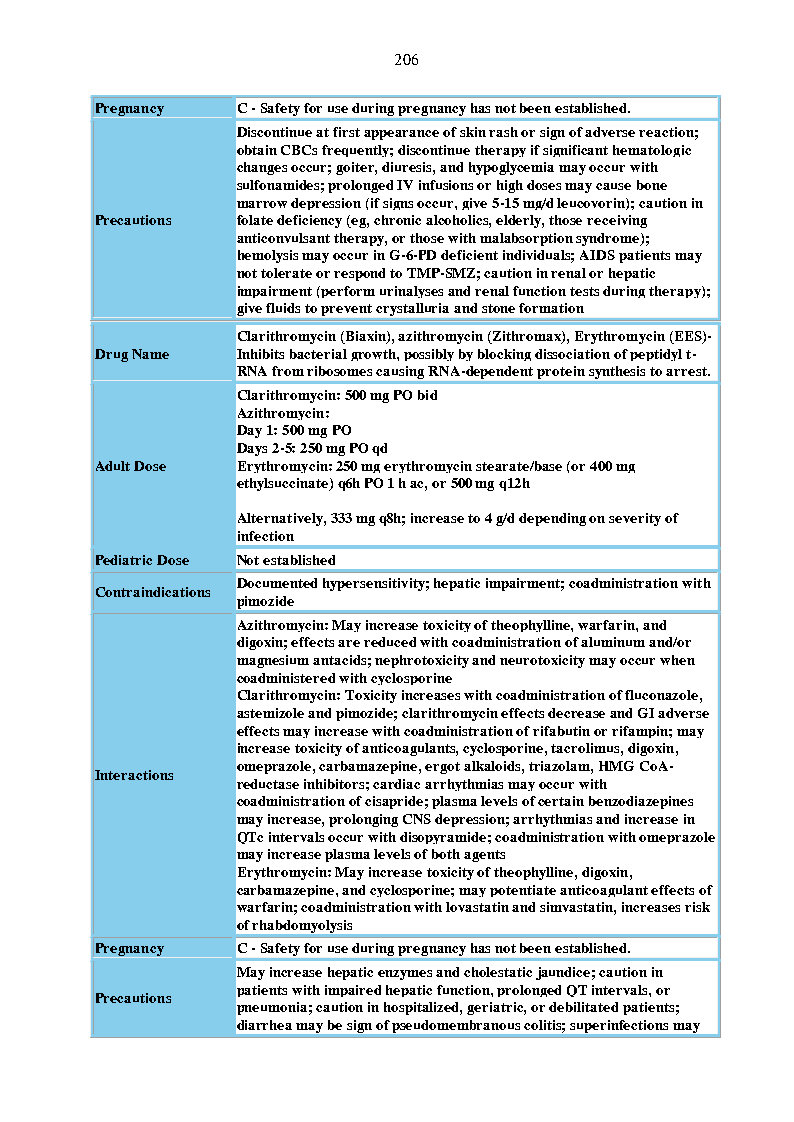 206
Pregnancy
C - Safety for use during pregnancy has not been established.
Precautions
Discontinue at first appearance of skin rash or sign of adverse reaction;
obtain CBCs frequently; discontinue therapy if significant hematologic
changes occur; goiter, diuresis, and hypoglycemia may occur with
sulfonamides; prolonged IV infusions or high doses may cause bone
marrow depression (if signs occur, give 5-15 mg/d leucovorin); caution in
folate deficiency (eg, chronic alcoholics, elderly, those receiving
anticonvulsant therapy, or those with malabsorption syndrome);
hemolysis may occur in G-6-PD deficient individuals; AIDS patients may
not tolerate or respond to TMP-SMZ; caution in renal or hepatic
impairment (perform urinalyses and renal function tests during therapy);
give fluids to prevent crystalluria and stone formation
Drug Name
Clarithromycin (Biaxin), azithromycin (Zithromax), Erythromycin (EES)-
Inhibits bacterial growth, possibly by blocking dissociation of peptidyl t-
RNA from ribosomes causing RNA-dependent protein synthesis to arrest.
Adult Dose
Clarithromycin: 500 mg PO bid
Azithromycin:
Day 1: 500 mg PO
Days 2-5: 250 mg PO qd
Erythromycin: 250 mg erythromycin stearate/base (or 400 mg
ethylsuccinate) q6h PO 1 h ac, or 500 mg q12h
Alternatively, 333 mg q8h; increase to 4 g/d depending on severity of
infection
Pediatric Dose
Not established
Contraindications
Documented hypersensitivity; hepatic impairment; coadministration with
pimozide
Interactions
Azithromycin: May increase toxicity of theophylline, warfarin, and
digoxin; effects are reduced with coadministration of aluminum and/or
magnesium antacids; nephrotoxicity and neurotoxicity may occur when
coadministered with cyclosporine
Clarithromycin: Toxicity increases with coadministration of fluconazole,
astemizole and pimozide; clarithromycin effects decrease and GI adverse
effects may increase with coadministration of rifabutin or rifampin; may
increase toxicity of anticoagulants, cyclosporine, tacrolimus, digoxin,
omeprazole, carbamazepine, ergot alkaloids, triazolam, HMG CoA-
reductase inhibitors; cardiac arrhythmias may occur with
coadministration of cisapride; plasma levels of certain benzodiazepines
may increase, prolonging CNS depression; arrhythmias and increase in
QTc intervals occur with disopyramide; coadministration with omeprazole
may increase plasma levels of both agents
Erythromycin: May increase toxicity of theophylline, digoxin,
carbamazepine, and cyclosporine; may potentiate anticoagulant effects of
warfarin; coadministration with lovastatin and simvastatin, increases risk
of rhabdomyolysis
Pregnancy
C - Safety for use during pregnancy has not been established.
Precautions
May increase hepatic enzymes and cholestatic jaundice; caution in
patients with impaired hepatic function, prolonged QT intervals, or
pneumonia; caution in hospitalized, geriatric, or debilitated patients;
diarrhea may be sign of pseudomembranous colitis; superinfections may